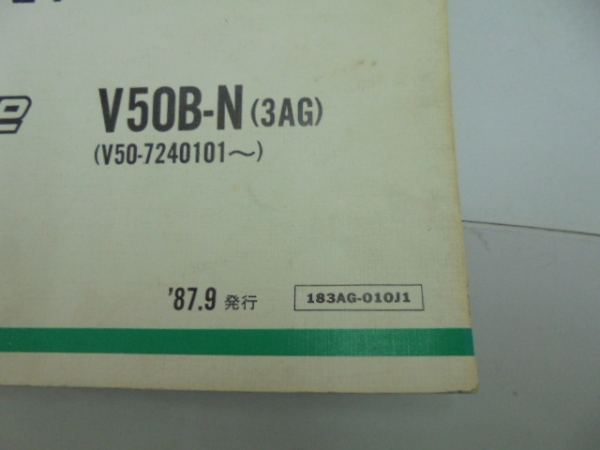 V50B-N (3AG)
(V50-7240101～)
'87.9 発行
183AG-010J1